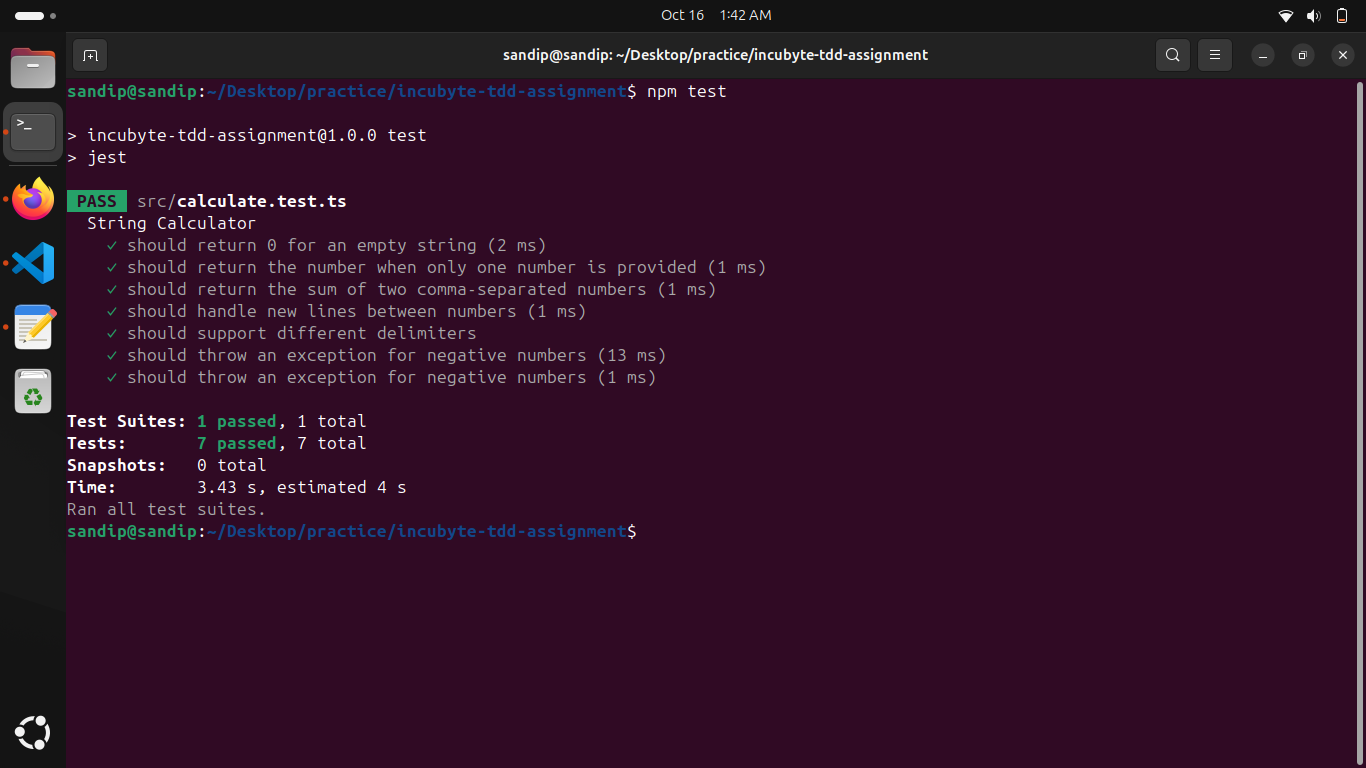 Oct 16 1:42 AM
sandip@sandip: ~/Desktop/practice/incubyte-tdd-assignment
sandip@sandip:~/Desktop/practice/incubyte-tdd-assignment$ npm test
> incubyte-tdd-assignment@1.0.0 test
> jest
PASS src/calculate.test.ts
String Calculator
✓ should return 0 for an empty string (2 ms)
✓ should return the number when only one number is provided (1 ms)
✓ should return the sum of two comma-separated numbers (1 ms)
✓ should handle new lines between numbers (1 ms)
✓ should support different delimiters
✓ should throw an exception for negative numbers (13 ms)
✓ should throw an exception for negative numbers (1 ms)
Test Suites: 1 passed, 1 total
Tests: 7 passed, 7 total
Snapshots: 0 total
Time: 3.43 s, estimated 4 s
Ran all test suites.
sandip@sandip:~/Desktop/practice/incubyte-tdd-assignment$